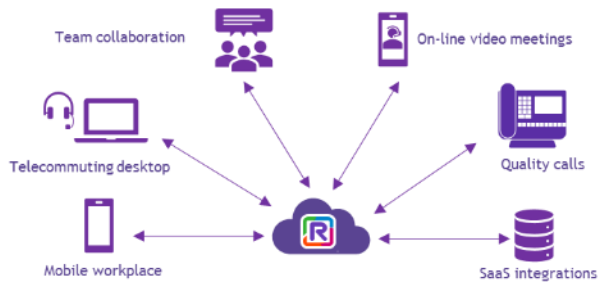 Team collaboration
On-line video meetings
Telecommuting desktop
Quality calls
R
Mobile workplace
SaaS integrations